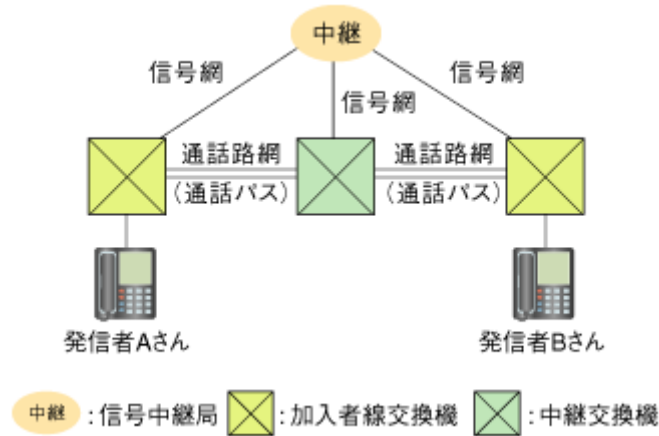 中継
信号網
信号網
信号網
通話路網
(通話パス)
通話路網
(通話パス)
発信者Aさん
発信者Bさん
中継 :信号中継局 :加入者線交換機 :中継交換機